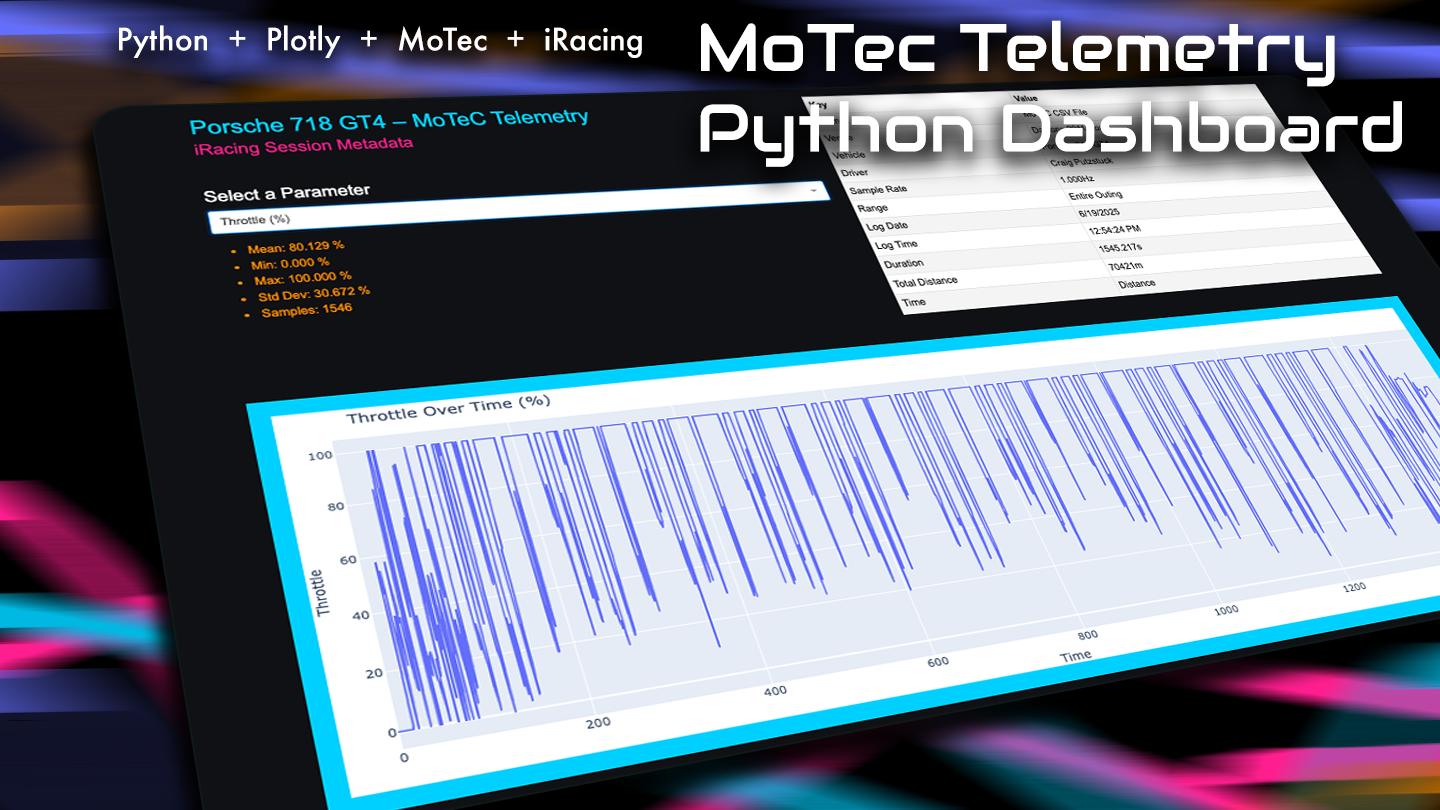 Python + Plotly + MoTec + iRacing
MoTec Telemetry
Python Dashboard
Porsche 718 GT4 – MoTeC Telemetry
iRacing Session Metadata
Select a Parameter
Throttle (%)
Mean: 80.129 %
Min: 0.000 %
Max: 100.000 %
Std Dev: 30.672 %
Samples: 1546
Key Value
CSV File
Vehicle
Driver Craig Putzstuck
Sample Rate 1.000Hz
Range Entire Outing
Log Date 6/19/2025
Log Time 12:54:24 PM
Duration 1545.217s
Total Distance 70421m
Time Distance
Throttle Over Time (%)
100
80
60
40
20
0
Throttle
0 200 400 600 800 1000 1200
Time